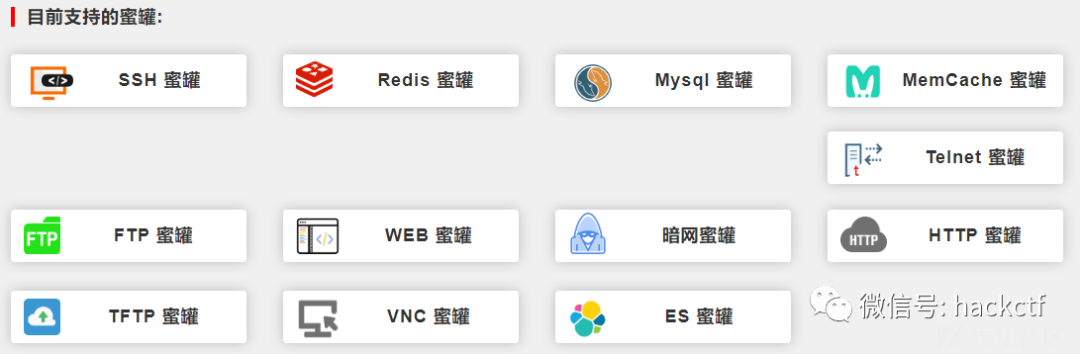 目前支持的蜜罐:
SSH 蜜罐
Redis 蜜罐
Mysql 蜜罐
MemCache 蜜罐
t
Telnet 蜜罐
FTP
FTP 蜜罐
WEB 蜜罐
暗网蜜罐
HTTP
HTTP 蜜罐
TFTP 蜜罐
VNC 蜜罐
ES 蜜罐
微信号: hackctf